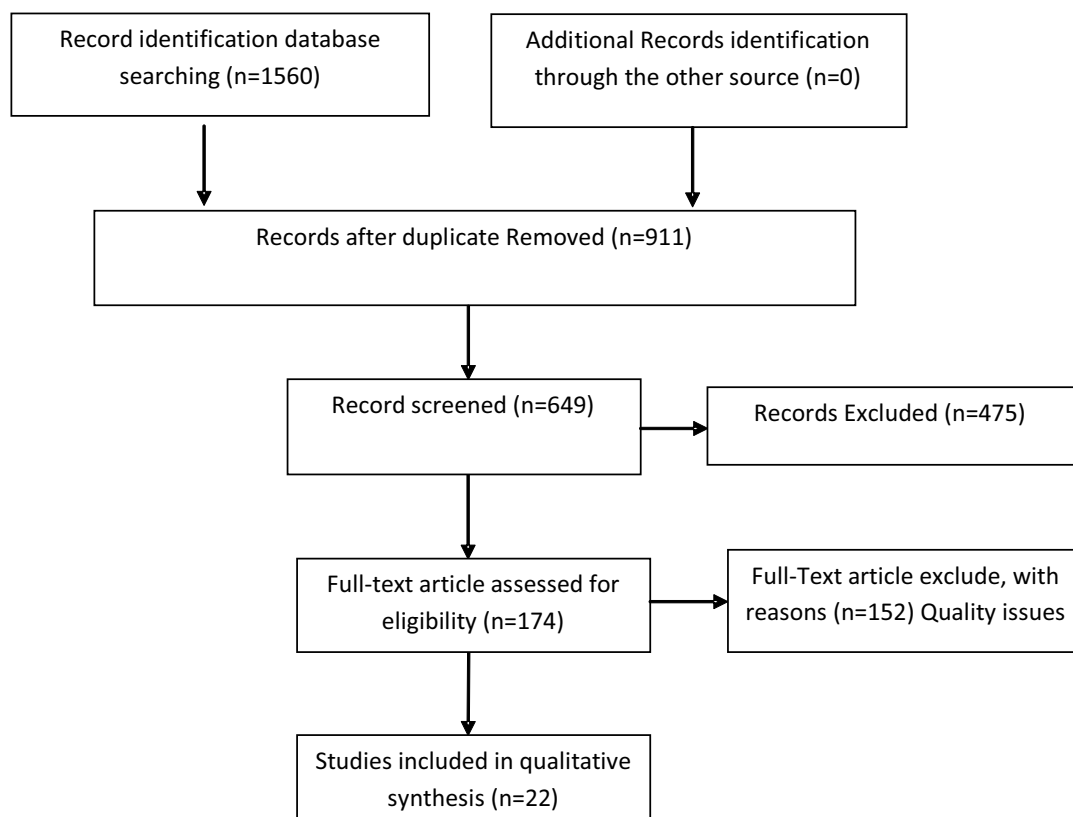 Record identification database
searching (n=1560)
Additional Records identification
through the other source (n=0)
Records after duplicate Removed (n=911)
Record screened (n=649)
Records Excluded (n=475)
Full-text article assessed for
eligibility (n=174)
Full-Text article exclude, with
reasons (n=152) Quality issues
Studies included in qualitative
synthesis (n=22)